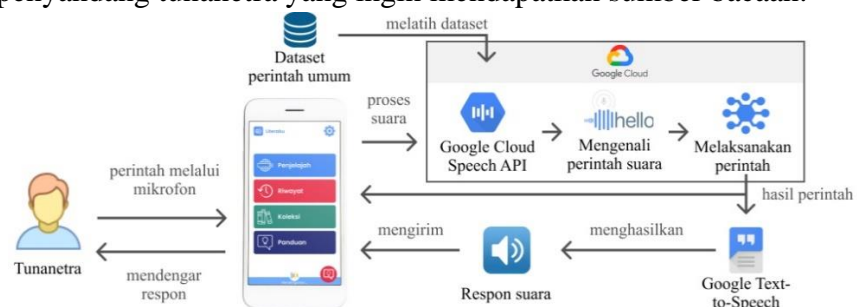 penyandang tunanetra yang ingin mendapatkan sumber bacaan.
melatih dataset
Dataset
perintah umum
Google Cloud
proses
suara
hello
Google Cloud
Speech API
Mengenali
perintah suara
Melaksanakan
perintah
perintah melalui
mikrofon
Penjelajah
Riwayat
Koleksi
Panduan
hasil perintah
mengirim
menghasilkan
Tunanetra
mendengar
respon
Respon suara
Google Text-
to-Speech